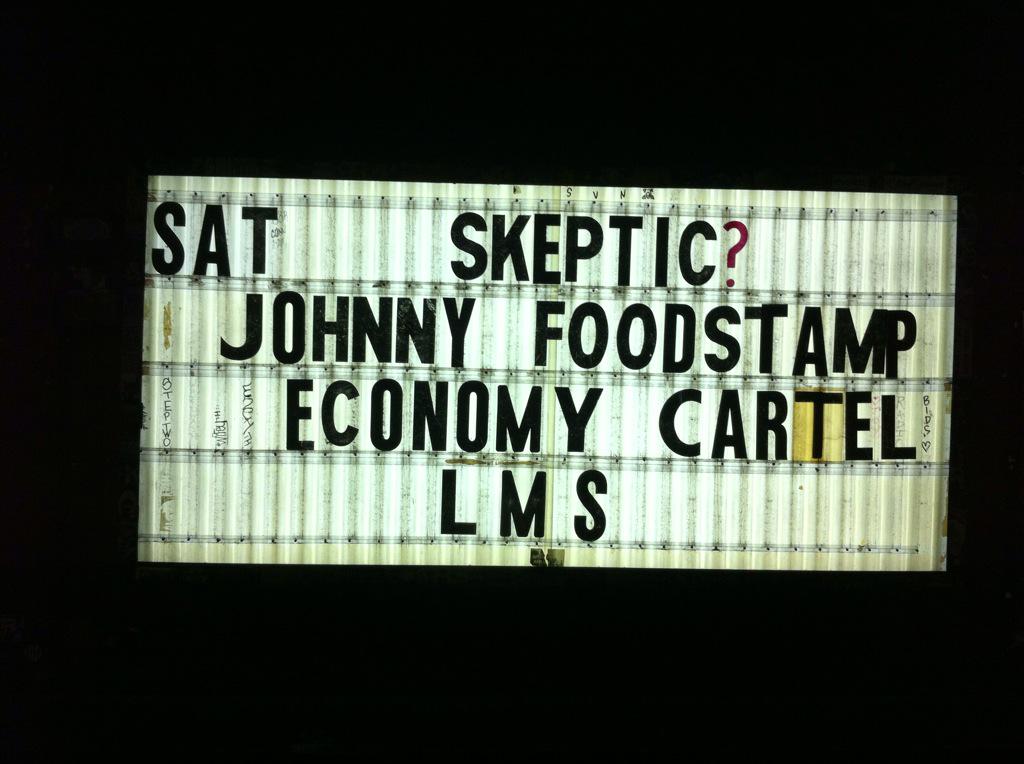 SAT SKEPTIC?
JOHNNY FOODSTAMP
ECONOMY CARTEL
LMS